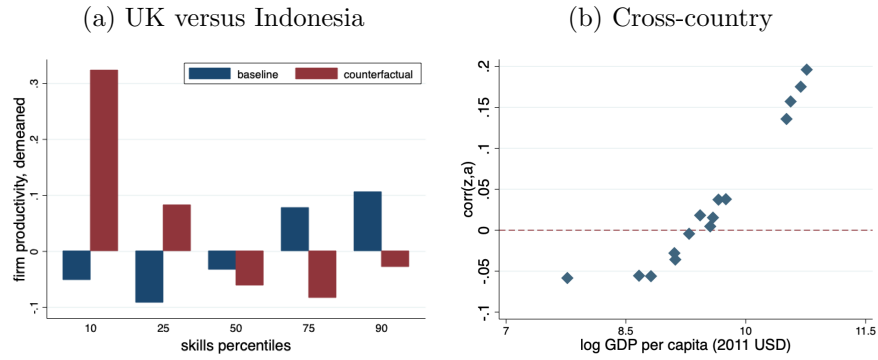 (a) UK versus Indonesia
baseline
counterfactual
firm productivity, demeaned
.3
.2
.1
0
-.1
10
25
50
75
90
skills percentiles
(b) Cross-country
corr(z,a)
.2
.15
.1
.05
0
-.05
-.1
7
8.5
10
11.5
log GDP per capita (2011 USD)